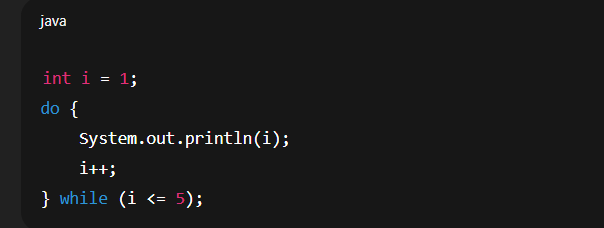 java
int i = 1;
do {
    System.out.println(i);
    i++;
} while (i <= 5);